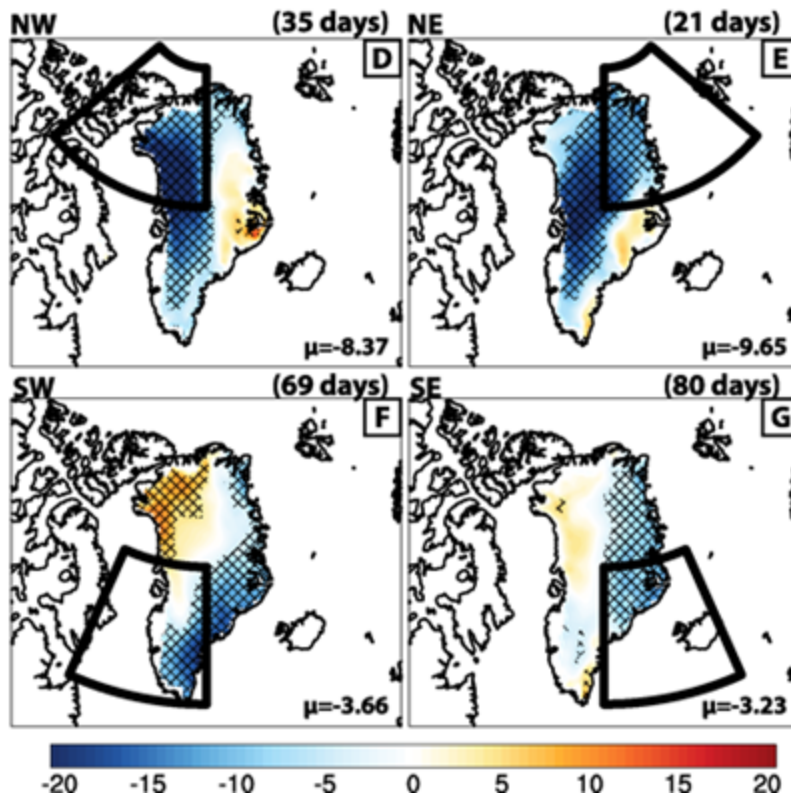 NW (35 days)
D
μ=-8.37
NE (21 days)
E
μ=-9.65
SW (69 days)
F
μ=-3.66
SE (80 days)
G
μ=-3.23
-20 -15 -10 -5 0 5 10 15 20